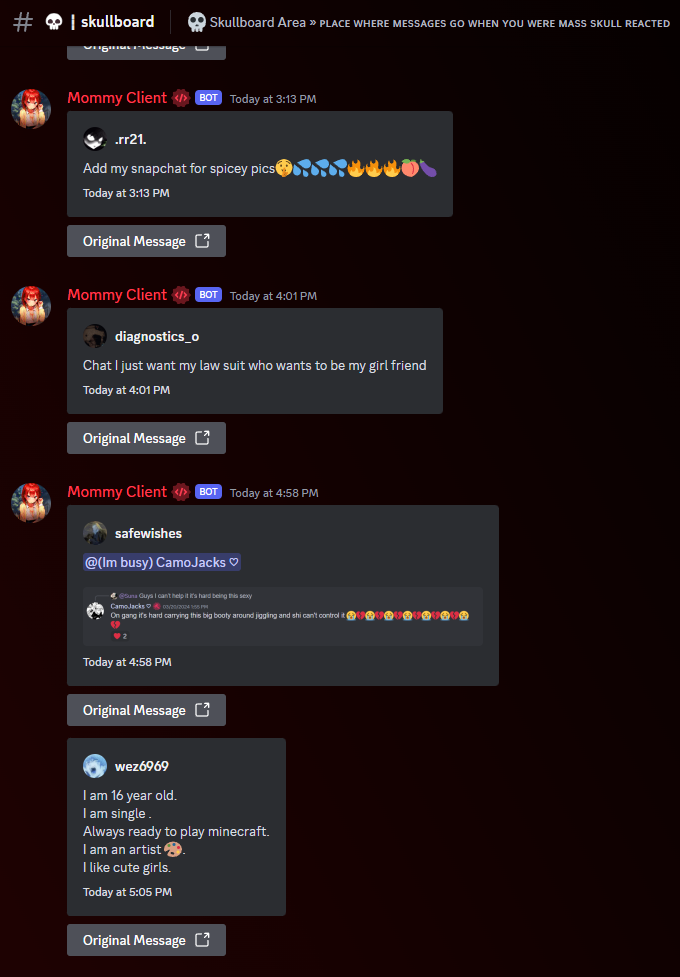 # 💀 | skullboard
💀 Skullboard Area » PLACE WHERE MESSAGES GO WHEN YOU WERE MASS SKULL REACTED
Original Message
Mommy Client BOT Today at 3:13 PM
.rr21.
Add my snapchat for spicey pics🤫💦💦💦🔥🔥🔥🍑🍆
Today at 3:13 PM
Original Message
Mommy Client BOT Today at 4:01 PM
diagnostics_o
Chat I just want my law suit who wants to be my girl friend
Today at 4:01 PM
Original Message
Mommy Client BOT Today at 4:58 PM
safewishes
@(Im busy) CamoJacks ♡
Guys I can't help it it's hard being this sexy
CamoJacks ♡
On gang it's hard carrying this big booty around jiggling and shi can't control it 😭💔😭💔😭💔😭💔😭💔😭💔😭
💔
❤️ 2
Today at 4:58 PM
Original Message
wez6969
I am 16 year old.
I am single .
Always ready to play minecraft.
I am an artist 🎨.
I like cute girls.
Today at 5:05 PM
Original Message